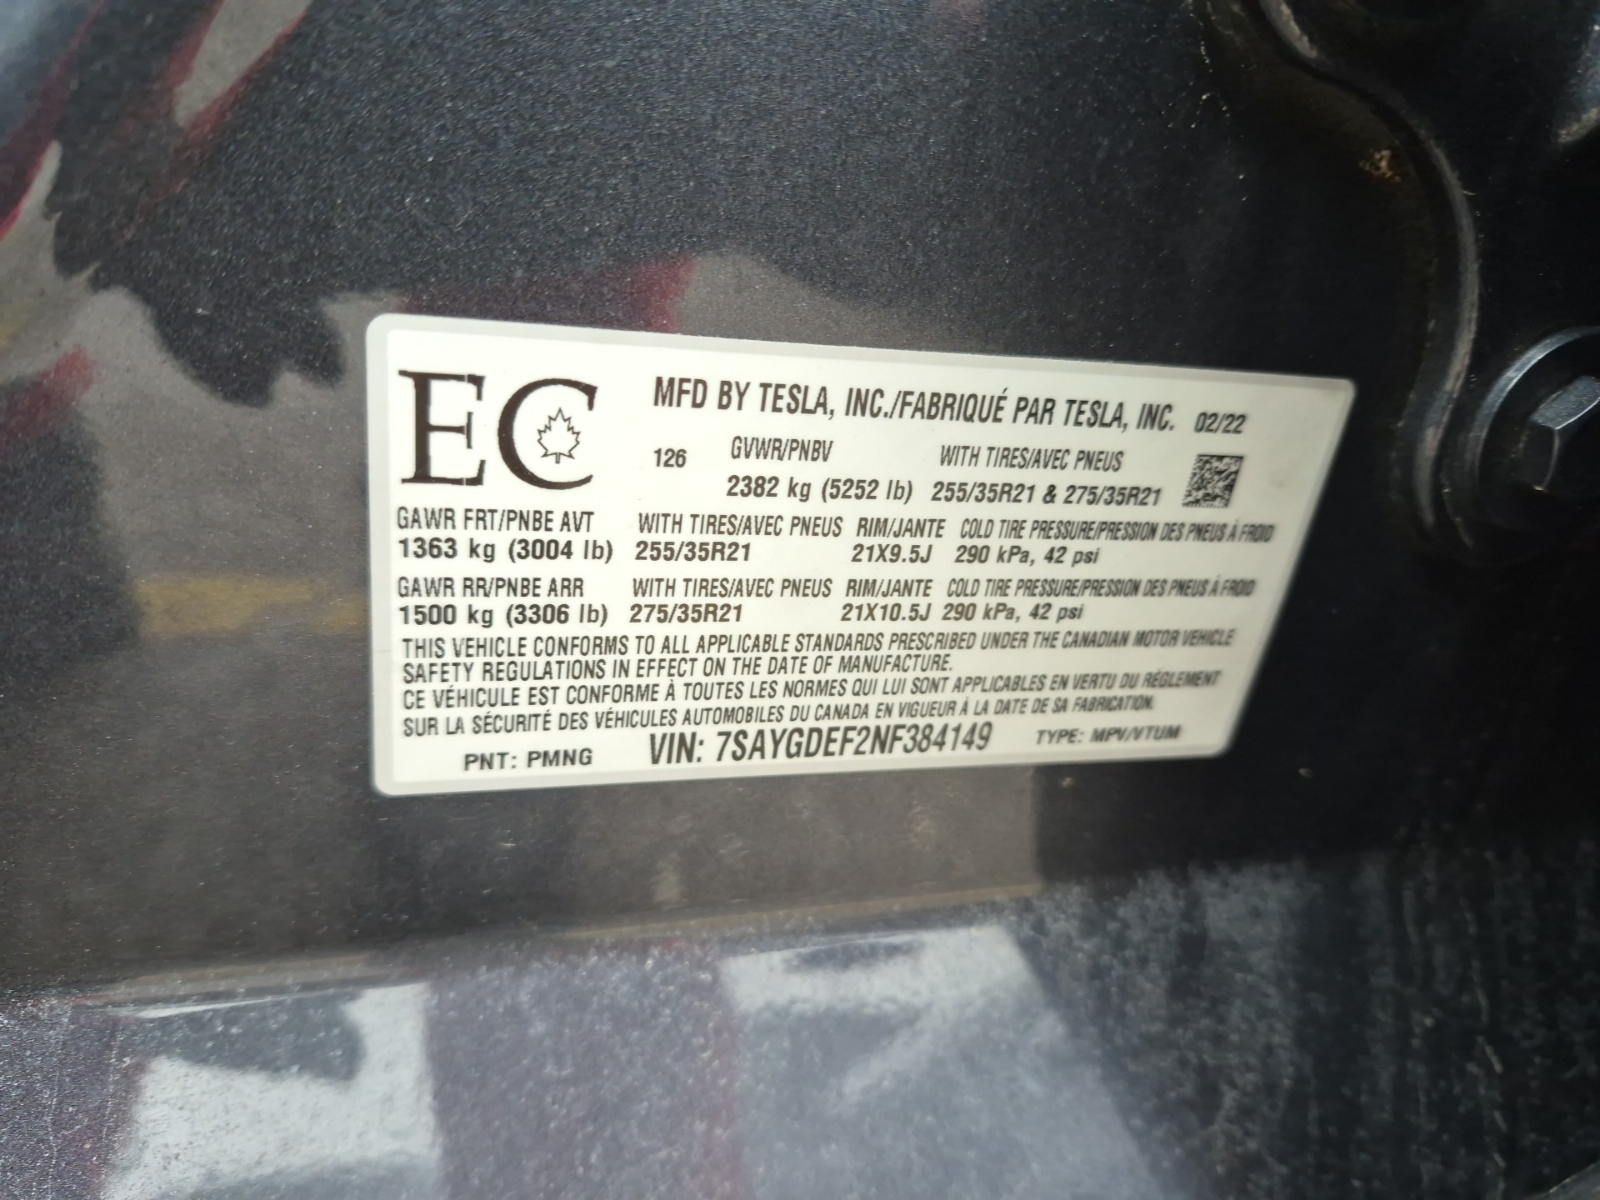 EC
MFD BY TESLA, INC./FABRIQUÉ PAR TESLA, INC. 02/22
126 GVWR/PNBV WITH TIRES/AVEC PNEUS
2382 kg (5252 lb) 255/35R21 & 275/35R21
GAWR FRT/PNBE AVT WITH TIRES/AVEC PNEUS RIM/JANTE COLD TIRE PRESSURE/PRESSION DES PNEUS À FROID
1363 kg (3004 lb) 255/35R21 21X9.5J 290 kPa, 42 psi
GAWR RR/PNBE ARR WITH TIRES/AVEC PNEUS RIM/JANTE COLD TIRE PRESSURE/PRESSION DES PNEUS À FROID
1500 kg (3306 lb) 275/35R21 21X10.5J 290 kPa, 42 psi
THIS VEHICLE CONFORMS TO ALL APPLICABLE STANDARDS PRESCRIBED UNDER THE CANADIAN MOTOR VEHICLE
SAFETY REGULATIONS IN EFFECT ON THE DATE OF MANUFACTURE.
CE VÉHICULE EST CONFORME À TOUTES LES NORMES QUI LUI SONT APPLICABLES EN VERTU DU RÉGLEMENT
SUR LA SÉCURITÉ DES VÉHICULES AUTOMOBILES DU CANADA EN VIGUEUR À LA DATE DE SA FABRICATION.
PNT: PMNG VIN: 7SAYGDEF2NF384149 TYPE: MPV/VTUM